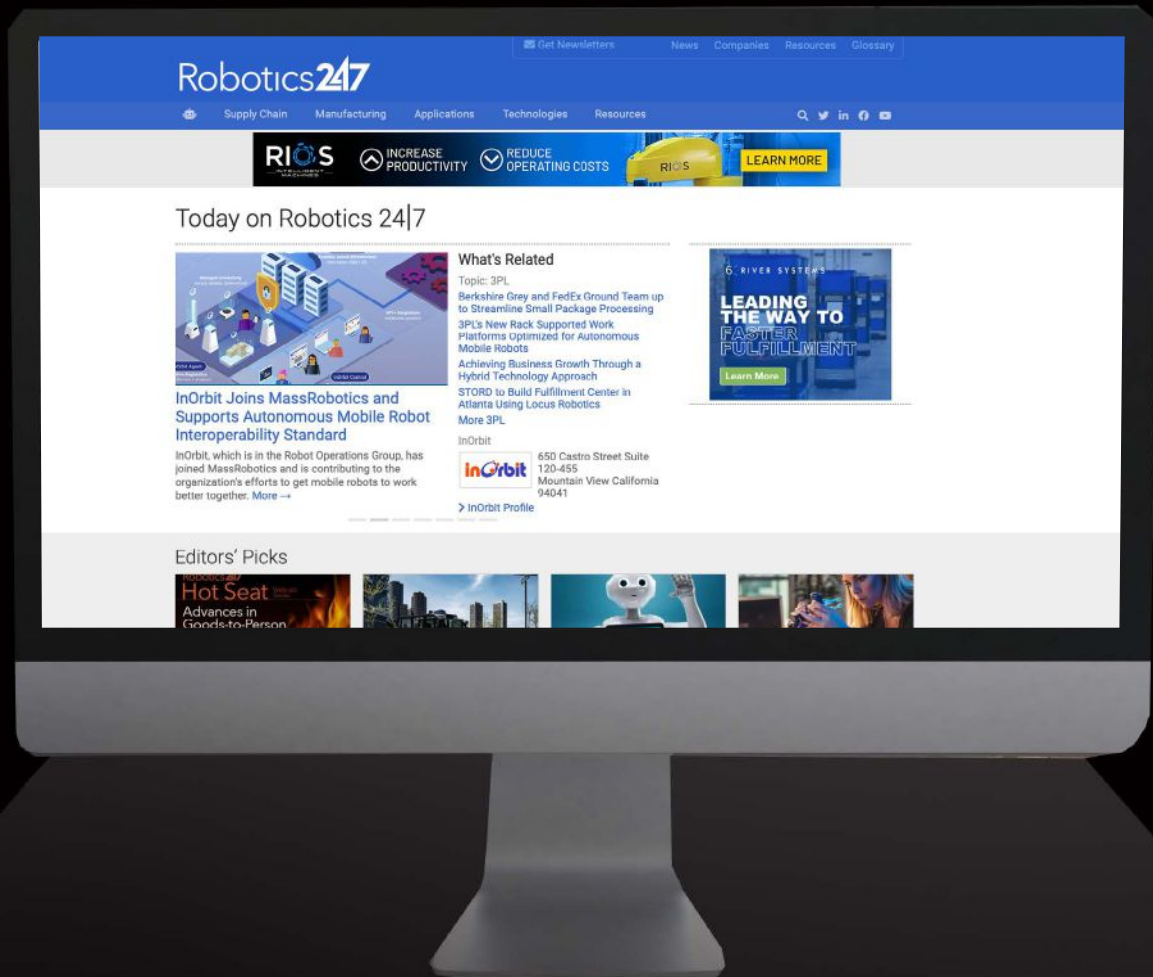 Get Newsletters
News Companies Resources Glossary
Robotics247
Supply Chain Manufacturing Applications Technologies Resources
RIOS
INTELLIGENT
MACHINES
INCREASE
PRODUCTIVITY
REDUCE
OPERATING COSTS
RIOS
LEARN MORE
Today on Robotics 24|7
InOrbit Control
InOrbit Joins MassRobotics and
Supports Autonomous Mobile Robot
Interoperability Standard
InOrbit, which is in the Robot Operations Group, has
joined MassRobotics and is contributing to the
organization's efforts to get mobile robots to work
better together. More →
What's Related
Topic: 3PL
Berkshire Grey and FedEx Ground Team up
to Streamline Small Package Processing
3PL's New Rack Supported Work
Platforms Optimized for Autonomous
Mobile Robots
Achieving Business Growth Through a
Hybrid Technology Approach
STORD to Build Fulfillment Center in
Atlanta Using Locus Robotics
More 3PL
InOrbit
inOrbit
650 Castro Street Suite
120-455
Mountain View California
94041
> InOrbit Profile
6 RIVER SYSTEMS
LEADING
THE WAY TO
FASTER
FULFILLMENT
Learn More
Editors' Picks
Robotics247
Hot Seat
Advances in
Goods-to-Person